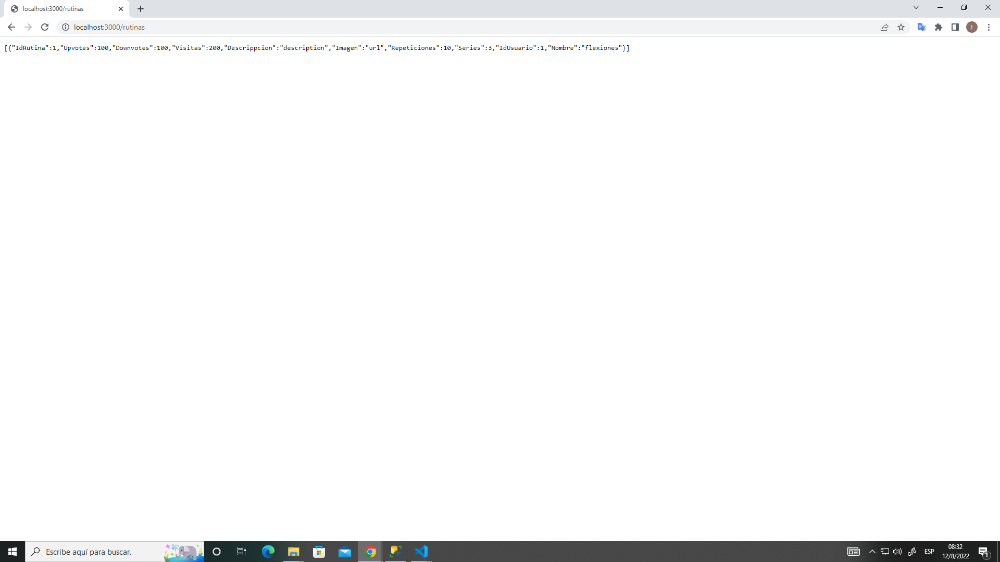 localhost:3000/rutinas
localhost:3000/rutinas
I
[{"IdRutina":1,"Upvotes":100,"Downvotes":100,"Visitas":200,"Descrippcion":"description","Imagen":"url","Repeticiones":10,"Series":3,"IdUsuario":1,"Nombre":"flexiones"}]
Escribe aquí para buscar.
ESP
08:32
12/8/2022
1